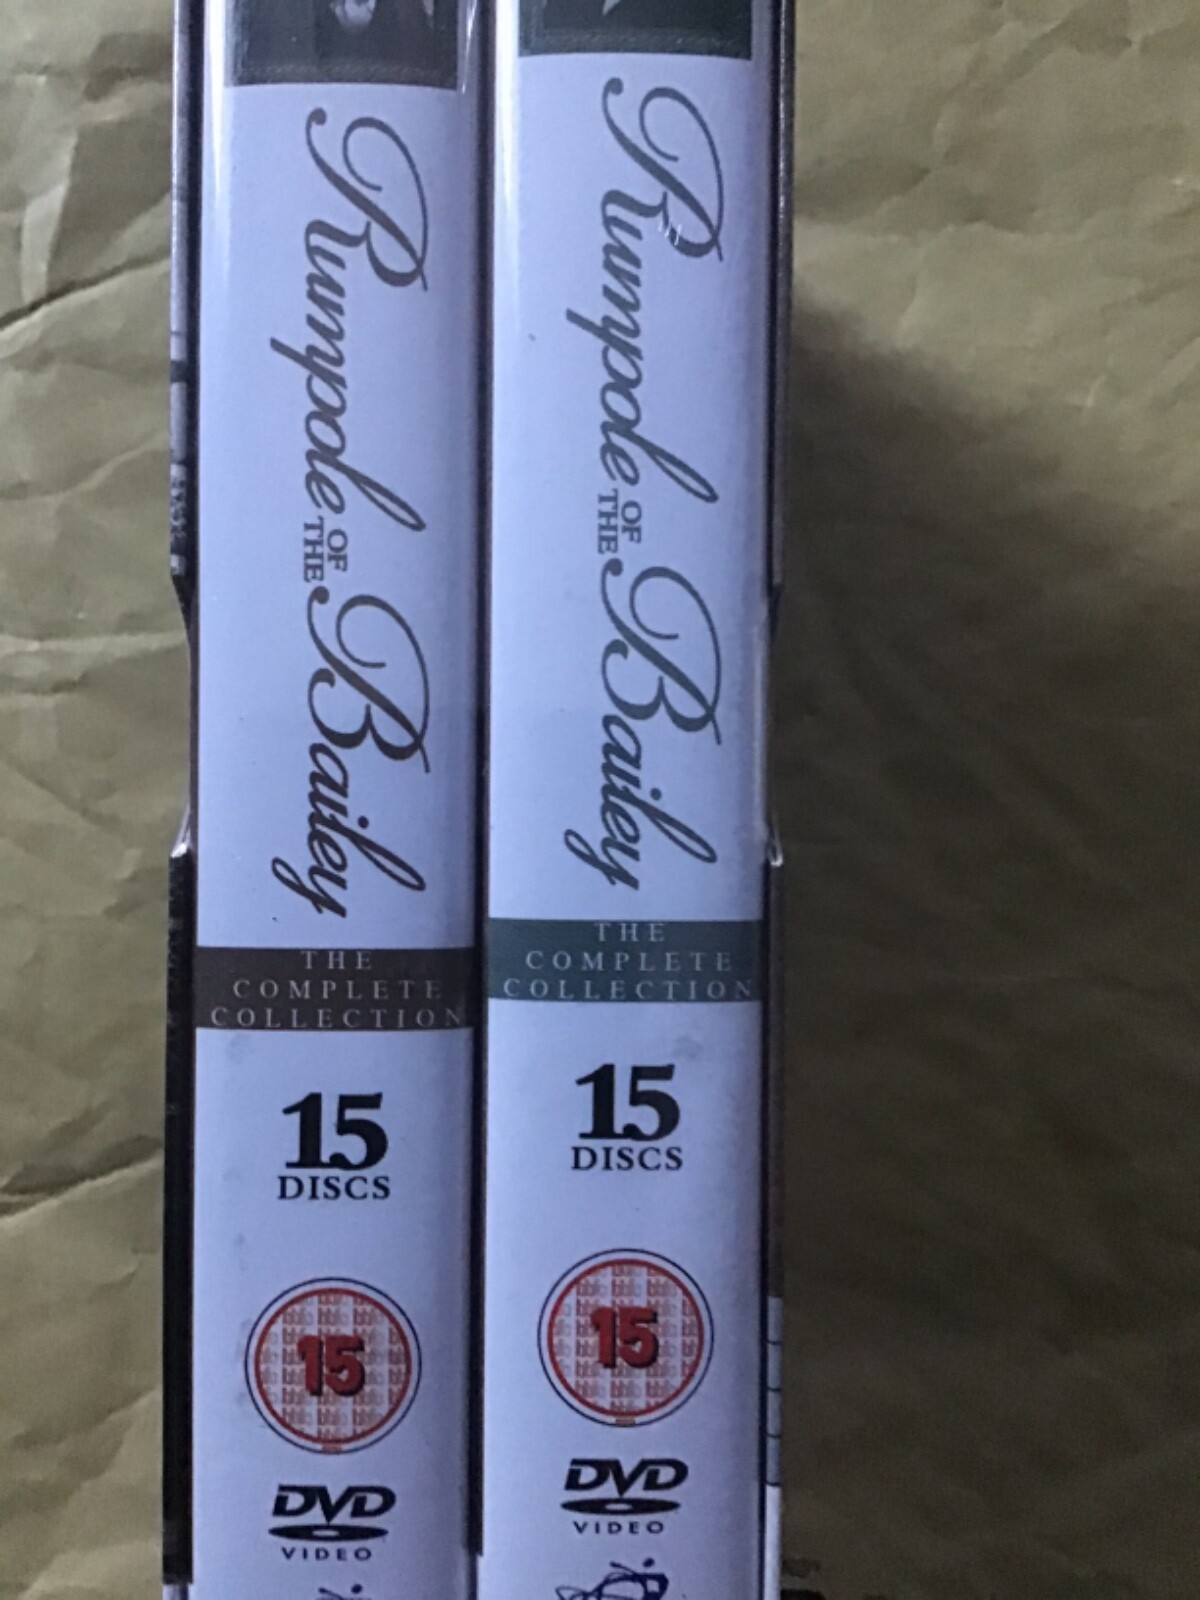 Rumpole OF THE Bailey
THE
COMPLETE
COLLECTION
15
DISCS
15
DVD
VIDEO
Rumpole OF THE Bailey
THE
COMPLETE
COLLECTION
15
DISCS
15
DVD
VIDEO